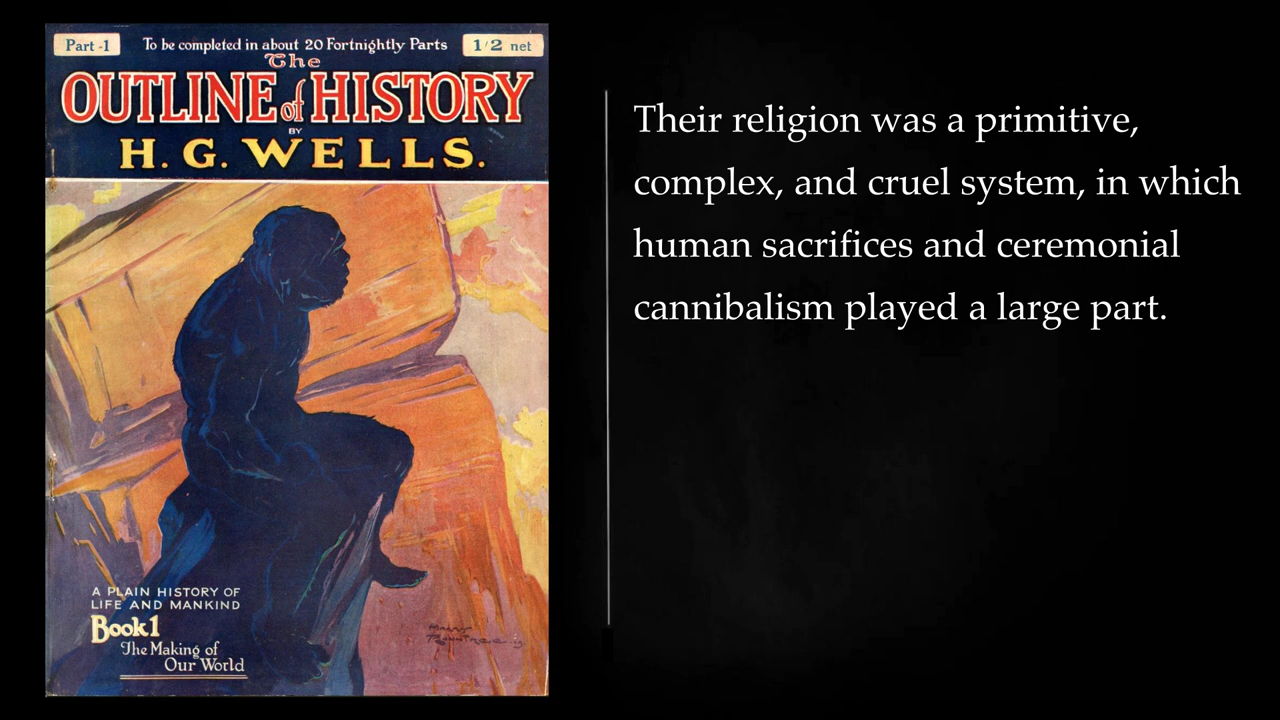 Part -1
To be completed in about 20 Fortnightly Parts
1/2 net
The
OUTLINE of HISTORY
BY
H. G. WELLS.
A PLAIN HISTORY OF
LIFE AND MANKIND
Book 1
The Making of
Our World
Their religion was a primitive,
complex, and cruel system, in which
human sacrifices and ceremonial
cannibalism played a large part.